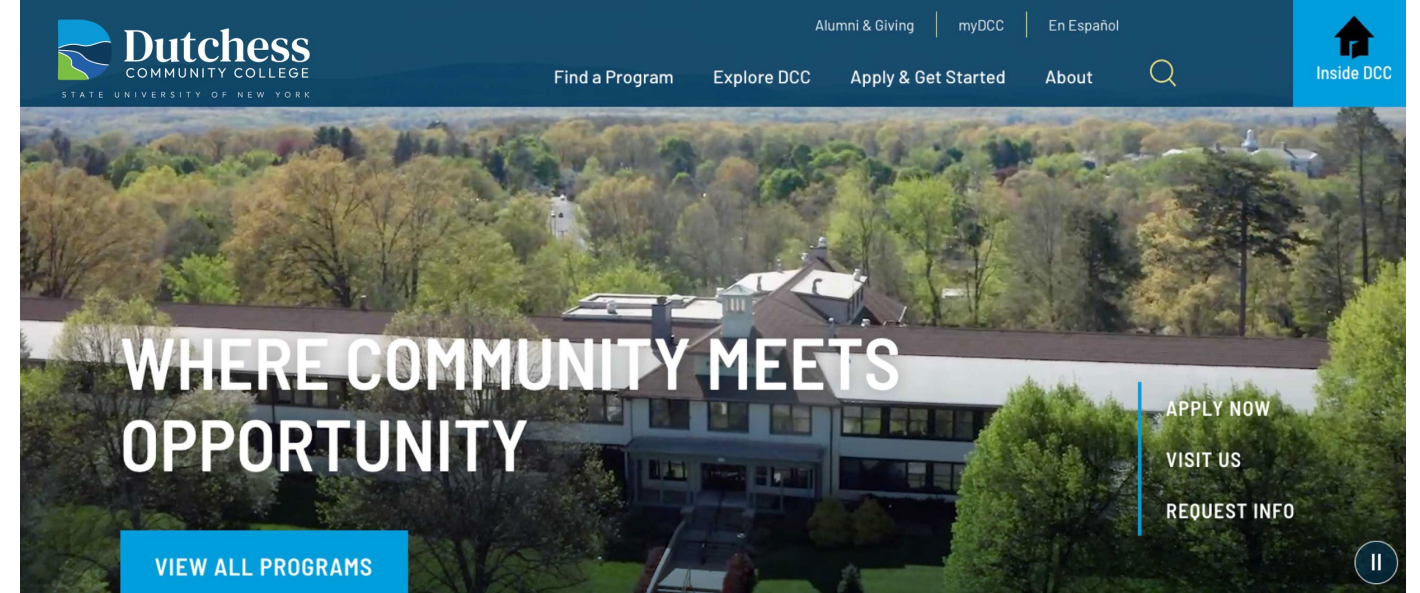 Dutchess
COMMUNITY COLLEGE
STATE UNIVERSITY OF NEW YORK
Alumni & Giving
myDCC
En Español
Find a Program
Explore DCC
Apply & Get Started
About
Inside DCC
WHERE COMMUNITY MEETS
OPPORTUNITY
VIEW ALL PROGRAMS
APPLY NOW
VISIT US
REQUEST INFO